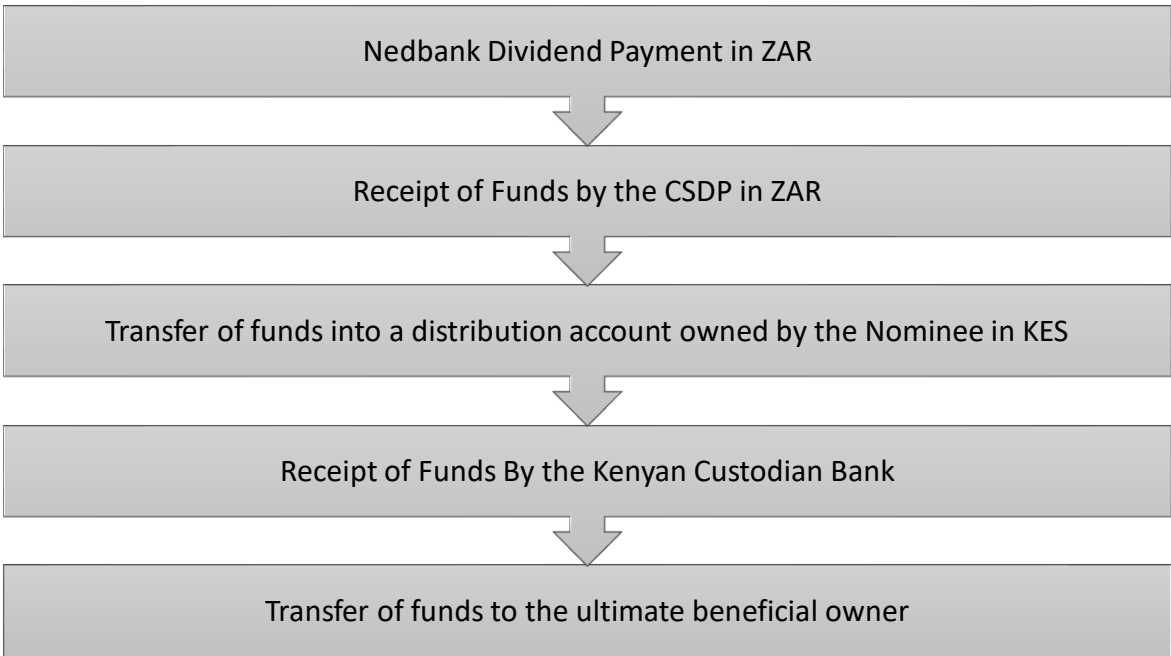 Nedbank Dividend Payment in ZAR
Receipt of Funds by the CSDP in ZAR
Transfer of funds into a distribution account owned by the Nominee in KES
Receipt of Funds By the Kenyan Custodian Bank
Transfer of funds to the ultimate beneficial owner